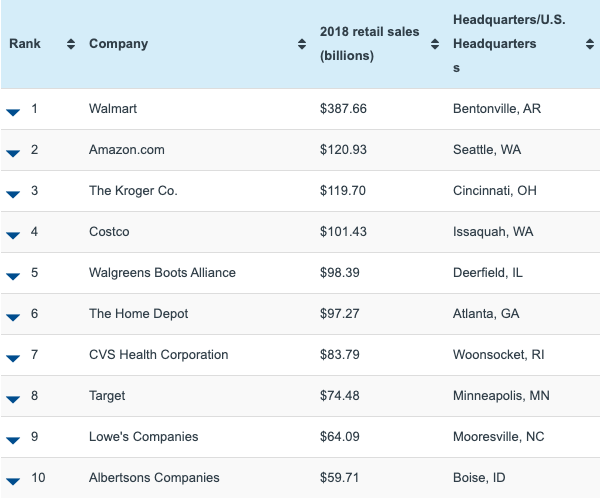 Rank Company 2018 retail sales (billions) Headquarters/U.S. Headquarters s
1 Walmart $387.66 Bentonville, AR
2 Amazon.com $120.93 Seattle, WA
3 The Kroger Co. $119.70 Cincinnati, OH
4 Costco $101.43 Issaquah, WA
5 Walgreens Boots Alliance $98.39 Deerfield, IL
6 The Home Depot $97.27 Atlanta, GA
7 CVS Health Corporation $83.79 Woonsocket, RI
8 Target $74.48 Minneapolis, MN
9 Lowe's Companies $64.09 Mooresville, NC
10 Albertsons Companies $59.71 Boise, ID